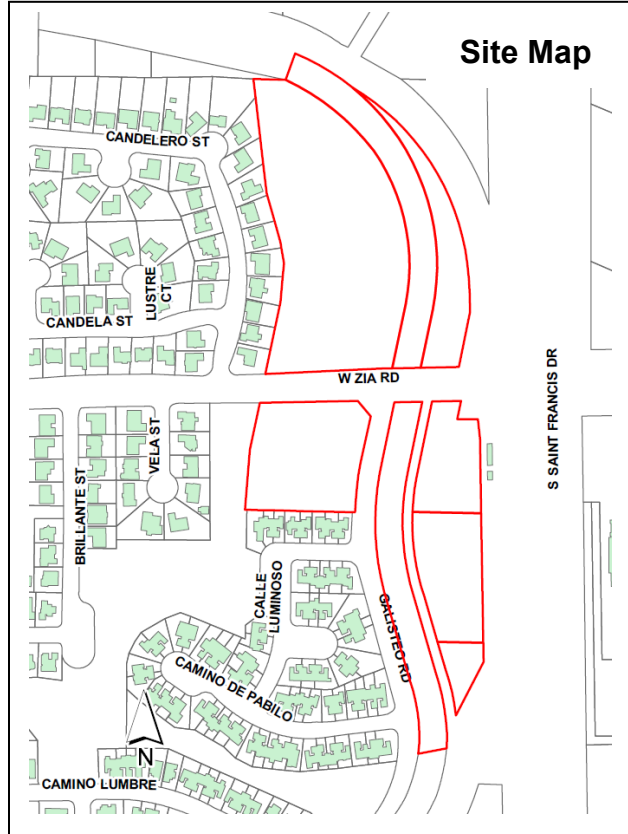 Site Map
CANDELERO ST
LUSTRE
CT
CANDELA ST
W ZIA RD
S SAINT FRANCIS DR
VELA ST
BRILLANTE ST
CALLE
LUMINOSO
GALISTEO RD
CAMINO DE PABILO
N
CAMINO LUMBRE